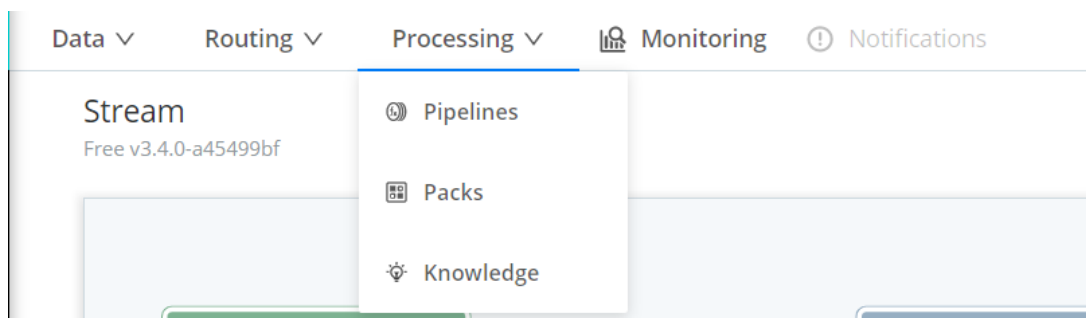 Data Routing Processing Monitoring Notifications
Stream
Free v3.4.0-a45499bf
Pipelines
Packs
Knowledge